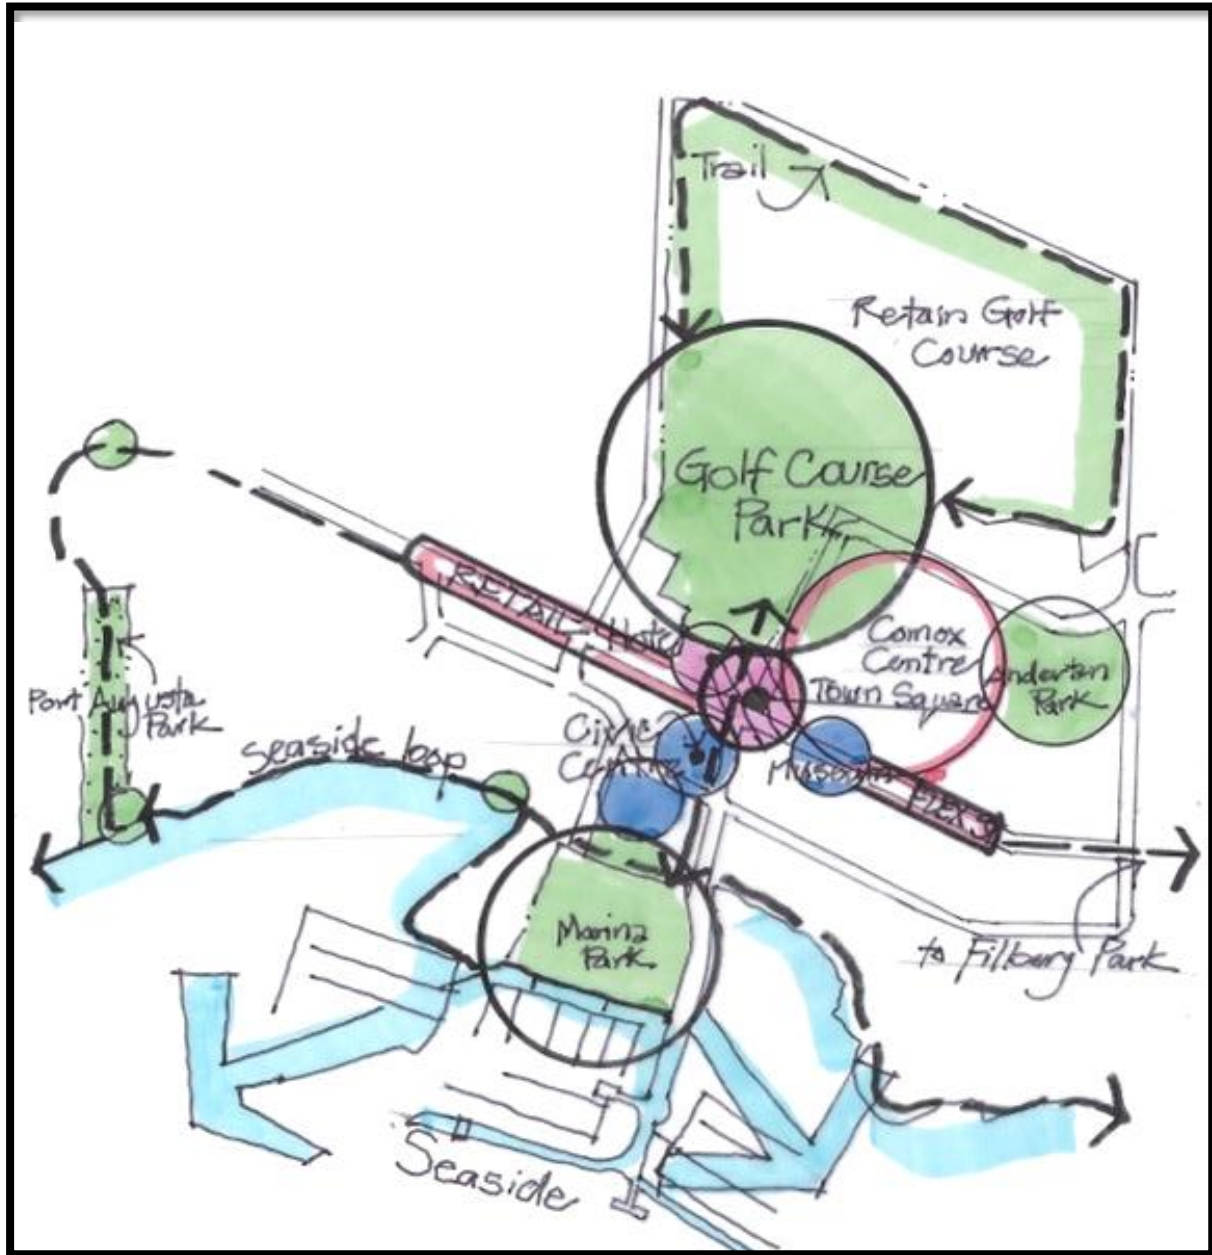 Trail
Retain Golf
Course
Golf Course
Park
RETAIL
Hotel
Comox
Centre
Town Square
Anderton
Park
Port Augusta
Park
Seaside loop
Civic
Centre
Museum
FLEX
Marina
Park
to Filberg Park
Seaside